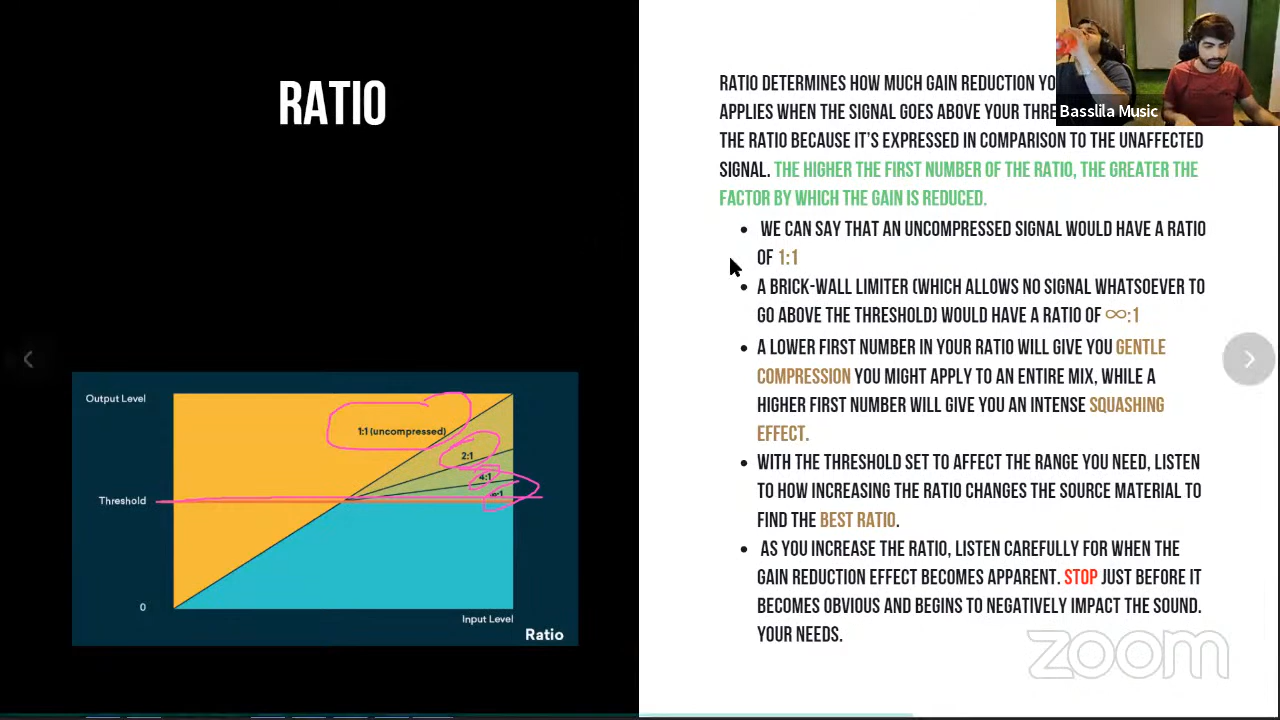 RATIO
RATIO DETERMINES HOW MUCH GAIN REDUCTION
APPLIES WHEN THE SIGNAL GOES ABOVE YOUR
THE RATIO BECAUSE IT'S EXPRESSED IN COMPARISON TO THE UNAFFECTED
SIGNAL. THE HIGHER THE FIRST NUMBER OF THE RATIO, THE GREATER THE
FACTOR BY WHICH THE GAIN IS REDUCED.
• WE CAN SAY THAT AN UNCOMPRESSED SIGNAL WOULD HAVE A RATIO
OF 1:1
• A BRICK-WALL LIMITER (WHICH ALLOWS NO SIGNAL WHATSOEVER TO
GO ABOVE THE THRESHOLD) WOULD HAVE A RATIO OF ∞:1
• A LOWER FIRST NUMBER IN YOUR RATIO WILL GIVE YOU GENTLE
COMPRESSION YOU MIGHT APPLY TO AN ENTIRE MIX, WHILE A
HIGHER FIRST NUMBER WILL GIVE YOU AN INTENSE SQUASHING
EFFECT.
• WITH THE THRESHOLD SET TO AFFECT THE RANGE YOU NEED, LISTEN
TO HOW INCREASING THE RATIO CHANGES THE SOURCE MATERIAL TO
FIND THE BEST RATIO.
• AS YOU INCREASE THE RATIO, LISTEN CAREFULLY FOR WHEN THE
GAIN REDUCTION EFFECT BECOMES APPARENT. STOP JUST BEFORE IT
BECOMES OBVIOUS AND BEGINS TO NEGATIVELY IMPACT THE SOUND.
YOUR NEEDS.
Output Level
1:1 (uncompressed)
2:1
4:1
Threshold
0
Input Level
Ratio
Basslila Music
zoom